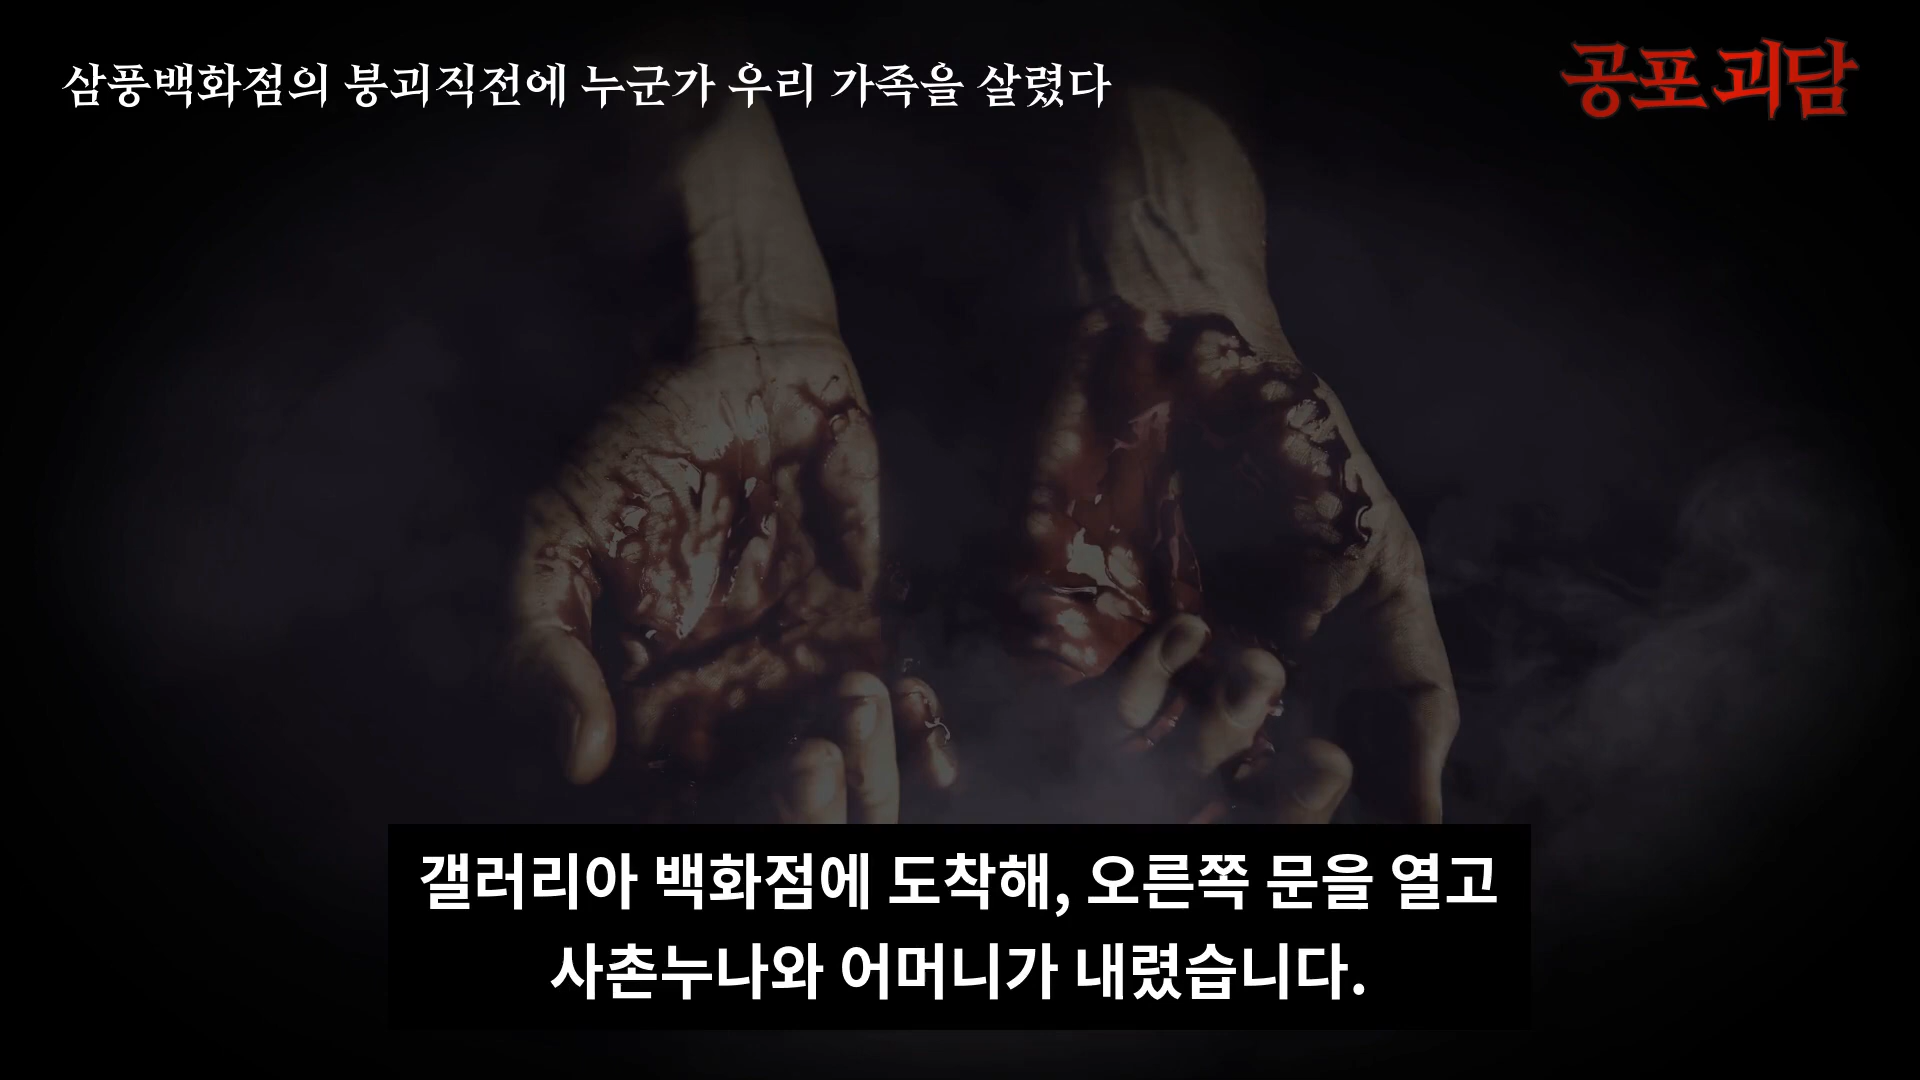 삼풍백화점의 붕괴직전에 누군가 우리 가족을 살렸다
공포괴담
갤러리아 백화점에 도착해, 오른쪽 문을 열고
사촌누나와 어머니가 내렸습니다.